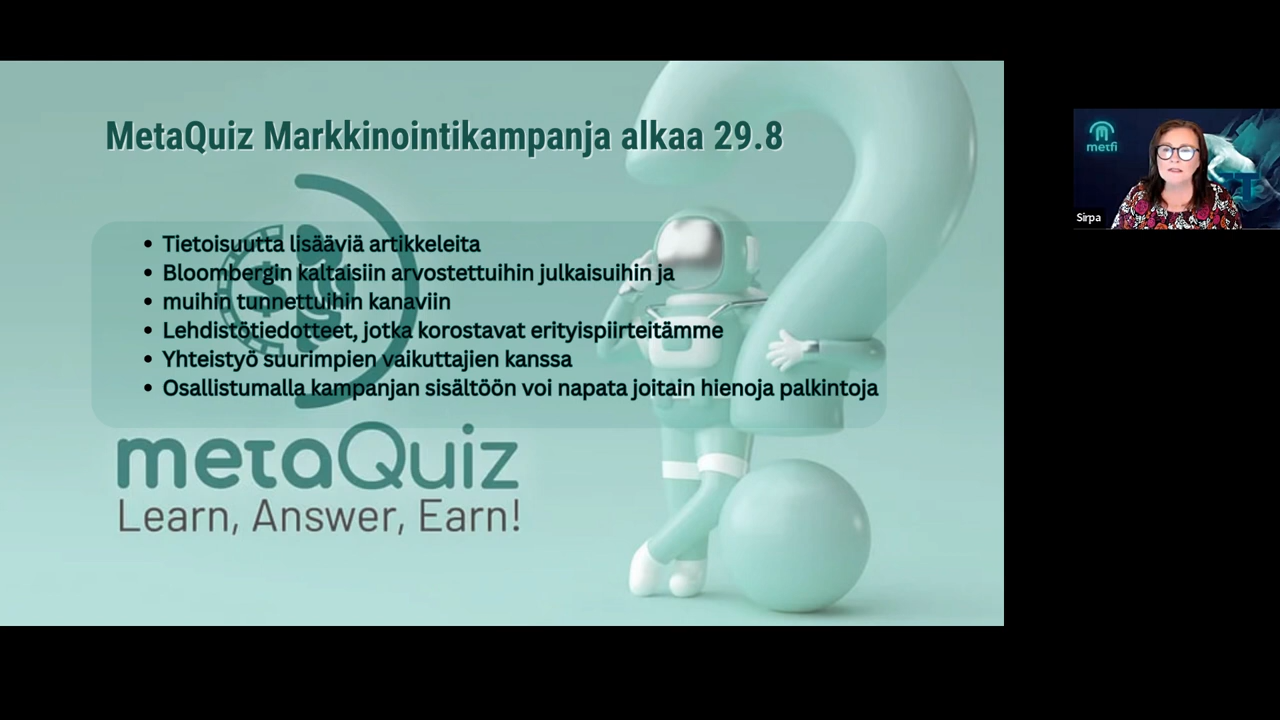 MetaQuiz Markkinointikampanja alkaa 29.8
• Tietoisuutta lisääviä artikkeleita
• Bloombergin kaltaisiin arvostettuihin julkaisuihin ja
• muihin tunnettuihin kanaviin
• Lehdistötiedotteet, jotka korostavat erityispiirteitämme
• Yhteistyö suurimpien vaikuttajien kanssa
• Osallistumalla kampanjan sisältöön voi napata joitain hienoja palkintoja
metaQuiz
Learn, Answer, Earn!
metfi
Sirpa